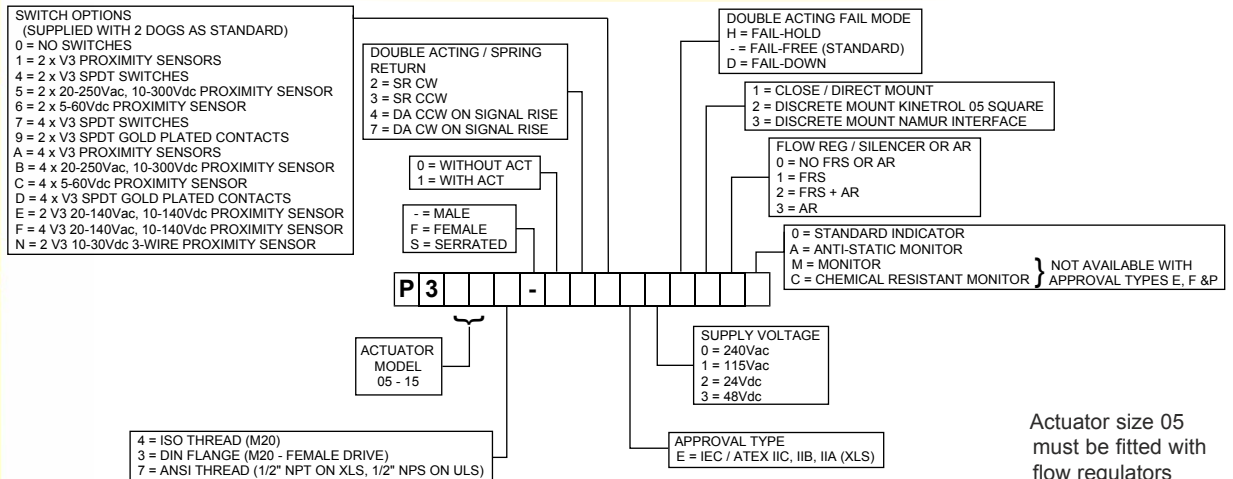 SWITCH OPTIONS
(SUPPLIED WITH 2 DOGS AS STANDARD)
0 = NO SWITCHES
1 = 2 x V3 PROXIMITY SENSORS
4 = 2 x V3 SPDT SWITCHES
5 = 2 x 20-250Vac, 10-300Vdc PROXIMITY SENSOR
6 = 2 x 5-60Vdc PROXIMITY SENSOR
7 = 4 x V3 SPDT SWITCHES
9 = 2 x V3 SPDT GOLD PLATED CONTACTS
A = 4 x V3 PROXIMITY SENSORS
B = 4 x 20-250Vac, 10-300Vdc PROXIMITY SENSOR
C = 4 x 5-60Vdc PROXIMITY SENSOR
D = 4 x V3 SPDT GOLD PLATED CONTACTS
E = 2 V3 20-140Vac, 10-140Vdc PROXIMITY SENSOR
F = 4 V3 20-140Vac, 10-140Vdc PROXIMITY SENSOR
N = 2 V3 10-30Vdc 3-WIRE PROXIMITY SENSOR
DOUBLE ACTING / SPRING
RETURN
2 = SR CW
3 = SR CCW
4 = DA CCW ON SIGNAL RISE
7 = DA CW ON SIGNAL RISE
0 = WITHOUT ACT
1 = WITH ACT
- = MALE
F = FEMALE
S = SERRATED
DOUBLE ACTING FAIL MODE
H = FAIL-HOLD
- = FAIL-FREE (STANDARD)
D = FAIL-DOWN
1 = CLOSE / DIRECT MOUNT
2 = DISCRETE MOUNT KINETROL 05 SQUARE
3 = DISCRETE MOUNT NAMUR INTERFACE
FLOW REG / SILENCER OR AR
0 = NO FRS OR AR
1 = FRS
2 = FRS + AR
3 = AR
0 = STANDARD INDICATOR
A = ANTI-STATIC MONITOR
M = MONITOR
C = CHEMICAL RESISTANT MONITOR
} NOT AVAILABLE WITH
APPROVAL TYPES E, F &P
P 3 -
ACTUATOR
MODEL
05 - 15
SUPPLY VOLTAGE
0 = 240Vac
1 = 115Vac
2 = 24Vdc
3 = 48Vdc
4 = ISO THREAD (M20)
3 = DIN FLANGE (M20 - FEMALE DRIVE)
7 = ANSI THREAD (1/2" NPT ON XLS, 1/2" NPS ON ULS)
APPROVAL TYPE
E = IEC / ATEX IIC, IIB, IIA (XLS)
Actuator size 05
must be fitted with
flow regulators